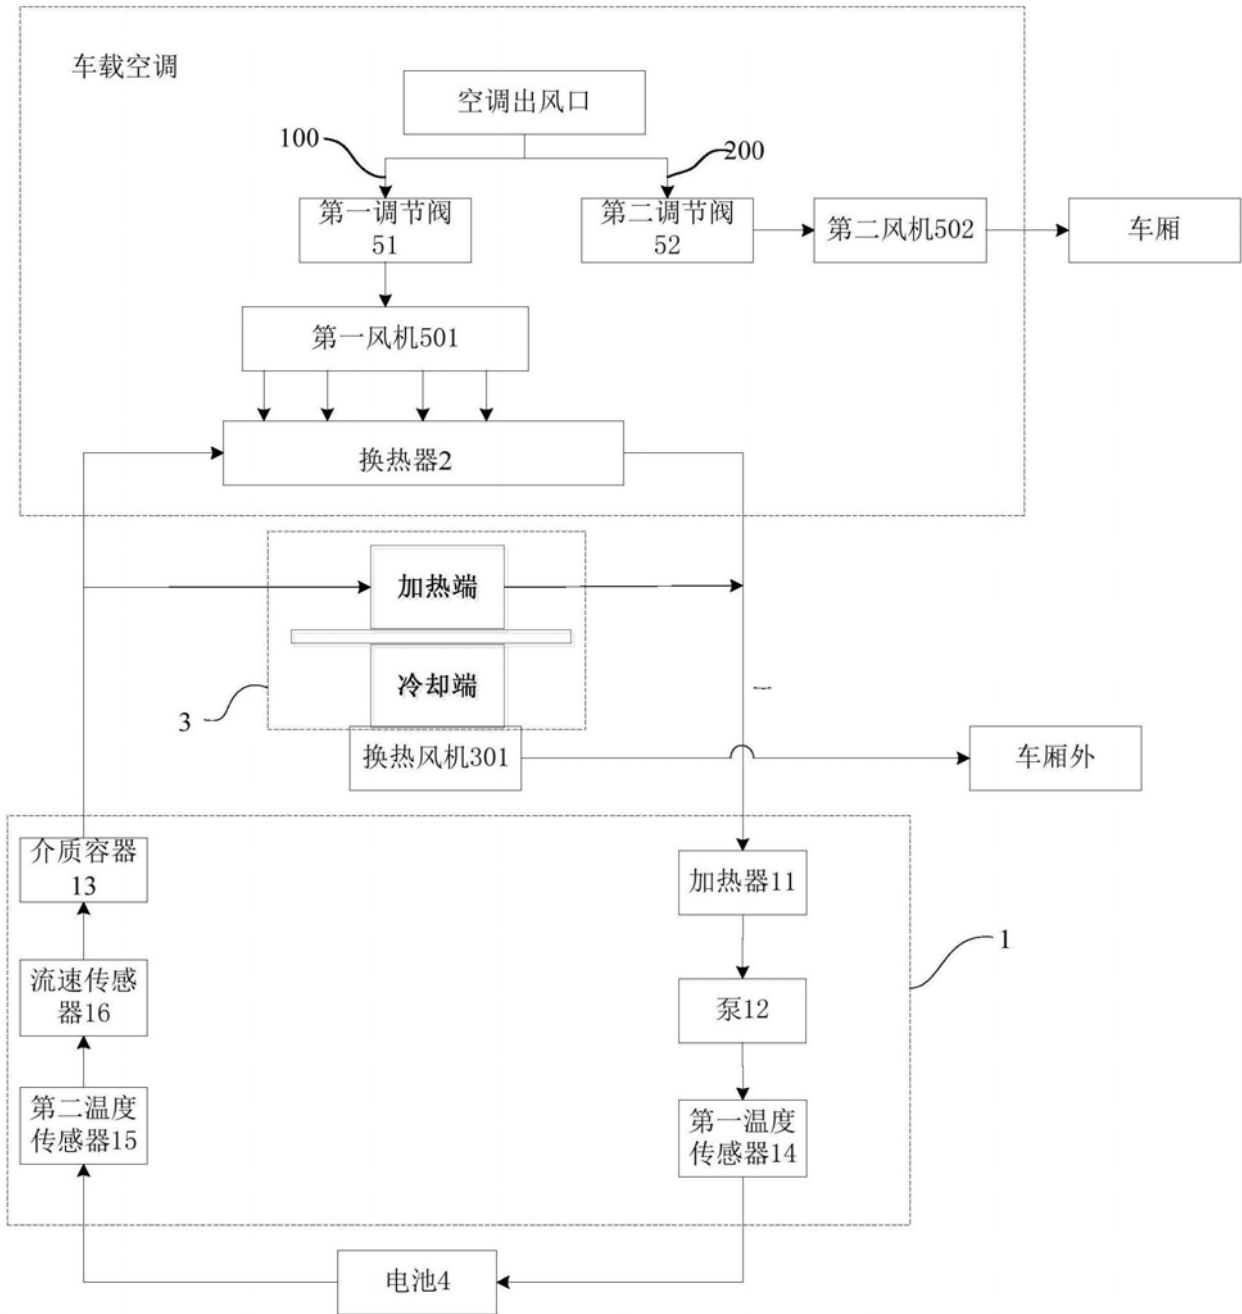 车载空调
空调出风口
100
200
第一调节阀
51
第二调节阀
52
第二风机502
车厢
第一风机501
换热器2
加热端
冷却端
3
换热风机301
车厢外
介质容器
13
加热器11
1
流速传感
器16
泵12
第二温度
传感器15
第一温度
传感器14
电池4